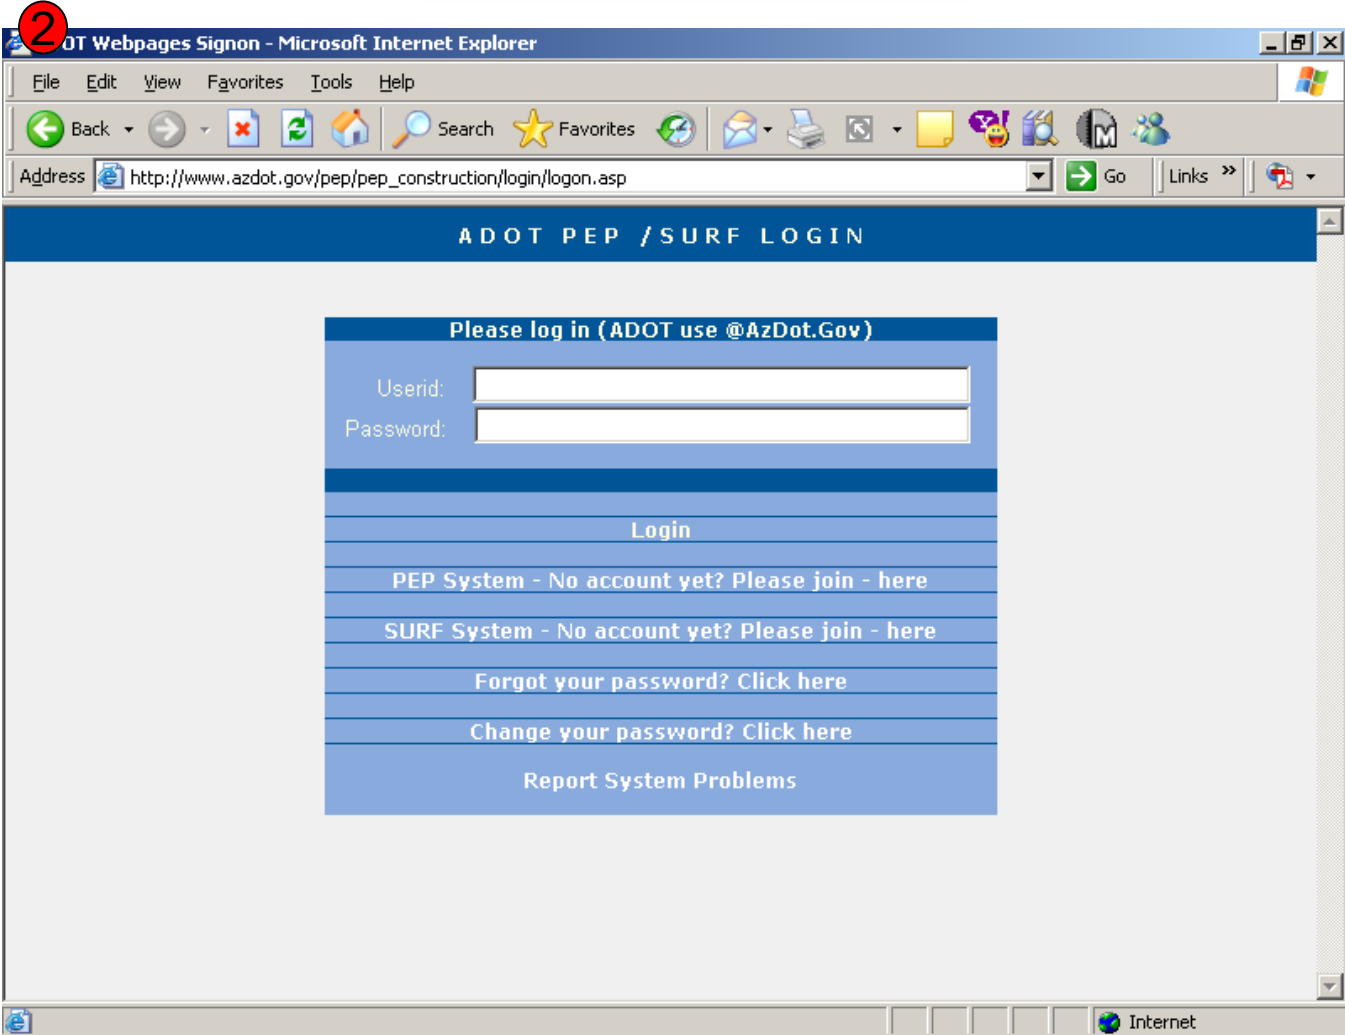 2
OT Webpages Signon - Microsoft Internet Explorer
File Edit View Favorites Tools Help
Back Search Favorites
Address http://www.azdot.gov/pep/pep_construction/login/logon.asp Go Links »
ADOT PEP /SURF LOGIN
Please log in (ADOT use @AzDot.Gov)
Userid:
Password:
Login
PEP System - No account yet? Please join - here
SURF System - No account yet? Please join - here
Forgot your password? Click here
Change your password? Click here
Report System Problems
Internet